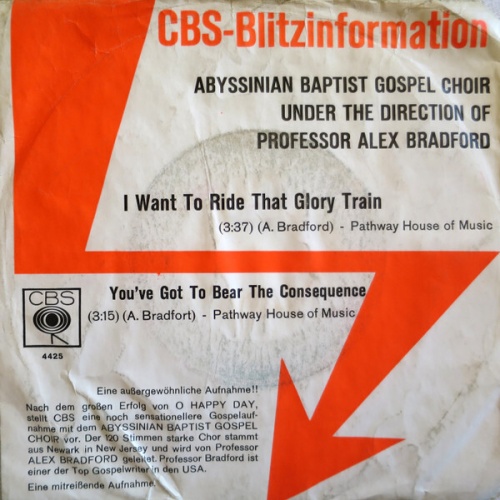 CBS-Blitzinformation
ABYSSINIAN BAPTIST GOSPEL CHOIR
UNDER THE DIRECTION OF
PROFESSOR ALEX BRADFORD
I Want To Ride That Glory Train
(3:37) (A. Bradford) - Pathway House of Music
You've Got To Bear The Consequence
(3:15) (A. Bradfort) - Pathway House of Music
CBS
4425
Eine außergewöhnliche Aufnahme!!
Nach dem großen Erfolg von O HAPPY DAY,
stellt CBS eine noch sensationellere Gospelauf-
nahme mit dem ABYSSINIAN BAPTIST GOSPEL
CHOIR vor. Der 120 Stimmen starke Chor stammt
aus Newark in New Jersey und wird von Professor
ALEX BRADFORD geleitet. Professor Bradford ist
einer der Top Gospelwriter in den USA.
Eine mitreißende Aufnahme.